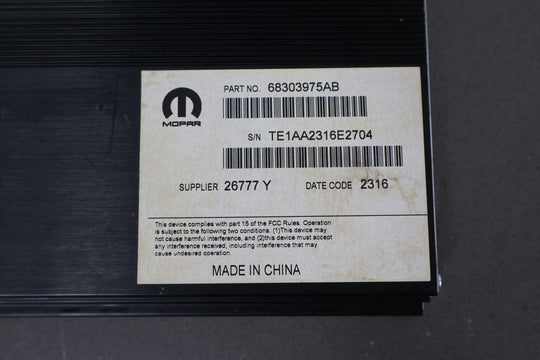 MOPAR
PART NO. 68303975AB
S/N TE1AA2316E2704
SUPPLIER 26777 Y DATE CODE 2316
This device complies with part 15 of the FCC Rules. Operation
is subject to the following two conditions. (1)This device may
not cause harmful interference, and (2)this device must accept
any interference received, including interference that may
cause undesired operation.
MADE IN CHINA